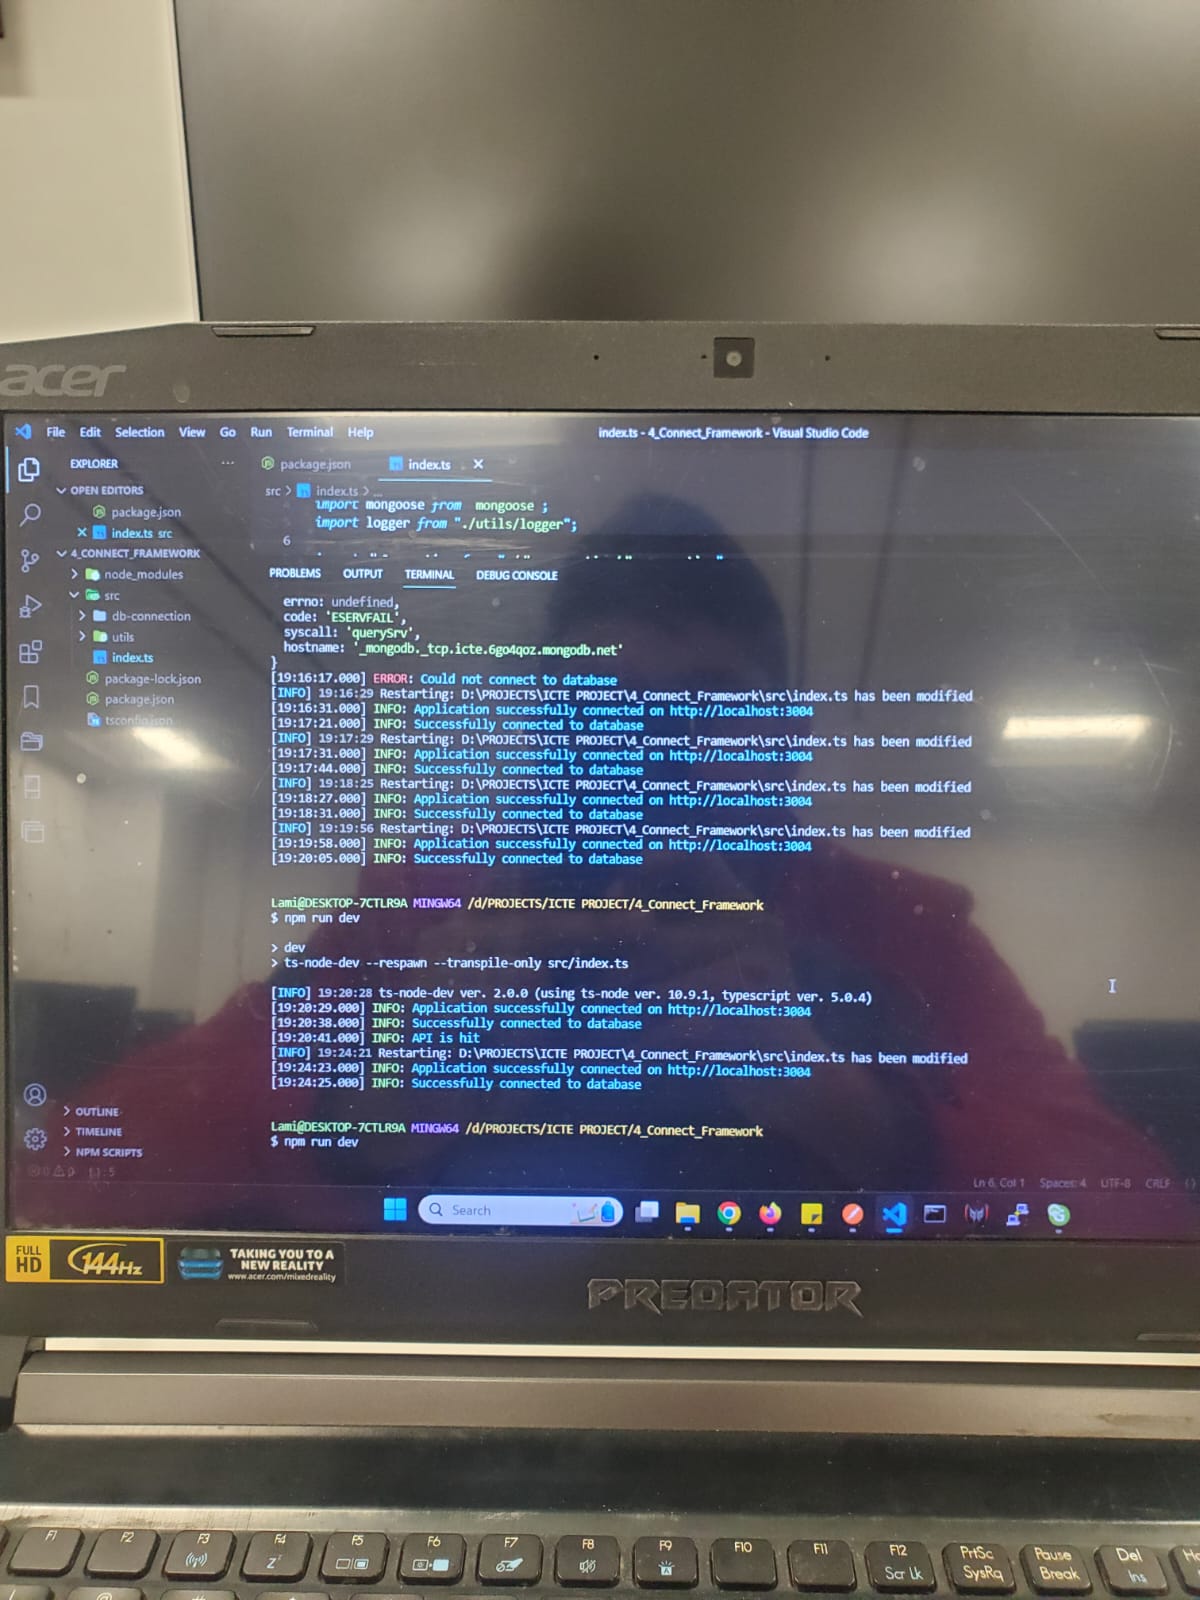 acer
File Edit Selection View Go Run Terminal Help
index.ts - 4_Connect_Framework - Visual Studio Code
EXPLORER
OPEN EDITORS
package.json
index.ts src
4_CONNECT_FRAMEWORK
node_modules
src
db-connection
utils
index.ts
package-lock.json
package.json
tsconfig.json
OUTLINE
TIMELINE
NPM SCRIPTS
package.json index.ts
src > index.ts > ...
import mongoose from mongoose ;
import logger from "./utils/logger";
6
PROBLEMS OUTPUT TERMINAL DEBUG CONSOLE
errno: undefined,
code: 'ESERVFAIL',
syscall: 'querySrv',
hostname: '_mongodb._tcp.icte.6go4qoz.mongodb.net'
}
[19:16:17.000] ERROR: Could not connect to database
[INFO] 19:16:29 Restarting: D:\PROJECTS\ICTE PROJECT\4_Connect_Framework\src\index.ts has been modified
[19:16:31.000] INFO: Application successfully connected on http://localhost:3004
[19:17:21.000] INFO: Successfully connected to database
[INFO] 19:17:29 Restarting: D:\PROJECTS\ICTE PROJECT\4_Connect_Framework\src\index.ts has been modified
[19:17:31.000] INFO: Application successfully connected on http://localhost:3004
[19:17:44.000] INFO: Successfully connected to database
[INFO] 19:18:25 Restarting: D:\PROJECTS\ICTE PROJECT\4_Connect_Framework\src\index.ts has been modified
[19:18:27.000] INFO: Application successfully connected on http://localhost:3004
[19:18:31.000] INFO: Successfully connected to database
[INFO] 19:19:56 Restarting: D:\PROJECTS\ICTE PROJECT\4_Connect_Framework\src\index.ts has been modified
[19:19:58.000] INFO: Application successfully connected on http://localhost:3004
[19:20:05.000] INFO: Successfully connected to database
Lami@DESKTOP-7CTLR9A MINGW64 /d/PROJECTS/ICTE PROJECT/4_Connect_Framework
$ npm run dev
> dev
> ts-node-dev --respawn --transpile-only src/index.ts
[INFO] 19:20:28 ts-node-dev ver. 2.0.0 (using ts-node ver. 10.9.1, typescript ver. 5.0.4)
[19:20:29.000] INFO: Application successfully connected on http://localhost:3004
[19:20:38.000] INFO: Successfully connected to database
[19:20:41.000] INFO: API is hit
[INFO] 19:24:21 Restarting: D:\PROJECTS\ICTE PROJECT\4_Connect_Framework\src\index.ts has been modified
[19:24:23.000] INFO: Application successfully connected on http://localhost:3004
[19:24:25.000] INFO: Successfully connected to database
Lami@DESKTOP-7CTLR9A MINGW64 /d/PROJECTS/ICTE PROJECT/4_Connect_Framework
$ npm run dev
Ln 6, Col 1 Spaces: 4 UTF-8 CRLF
Search
FULL HD 144Hz
TAKING YOU TO A
NEW REALITY
www.acer.com/mixedreality
PREDATOR
F1 F2 F3 F4 F5 F6 F7 F8 F9 F10 F11 F12 PrtSc Pause Del
Scr Lk SysRq Break Ins